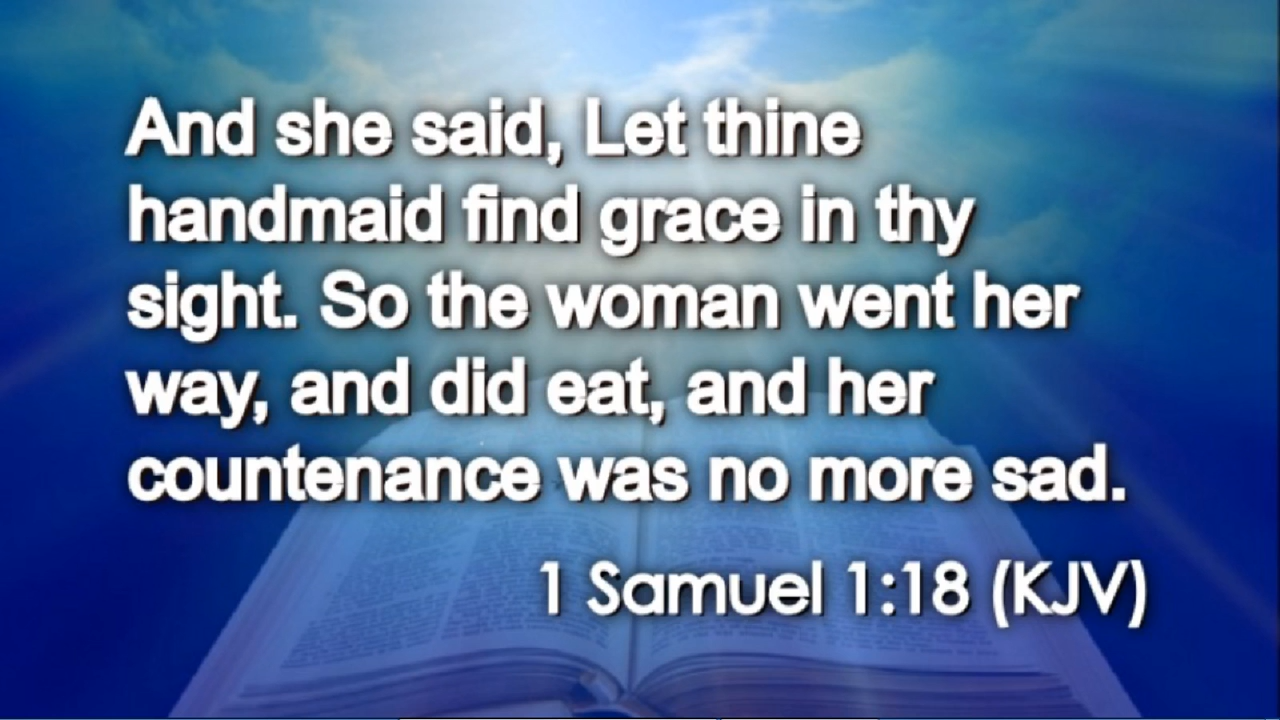 And she said, Let thine
handmaid find grace in thy
sight. So the woman went her
way, and did eat, and her
countenance was no more sad.
1 Samuel 1:18 (KJV)